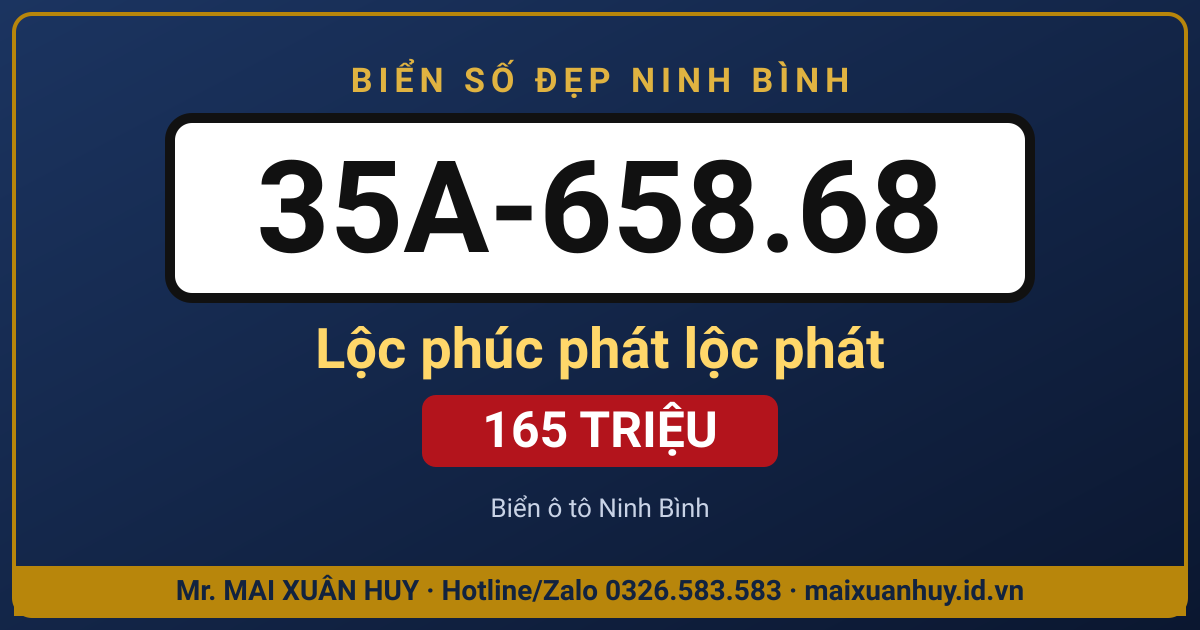 BIỂN SỐ ĐẸP NINH BÌNH
35A-658.68
Lộc phúc phát lộc phát
165 TRIỆU
Biển ô tô Ninh Bình
Mr. MAI XUÂN HUY · Hotline/Zalo 0326.583.583 · maixuanhuy.id.vn